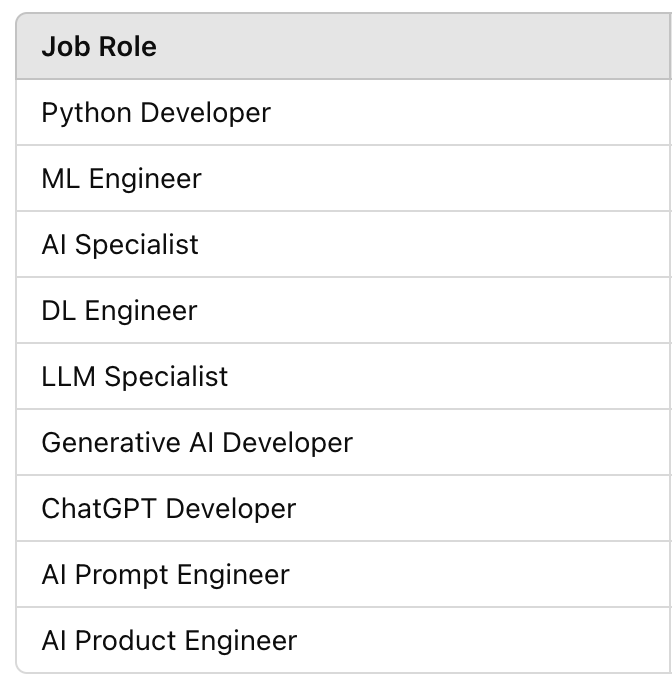 Job Role
Python Developer
ML Engineer
AI Specialist
DL Engineer
LLM Specialist
Generative AI Developer
ChatGPT Developer
AI Prompt Engineer
AI Product Engineer